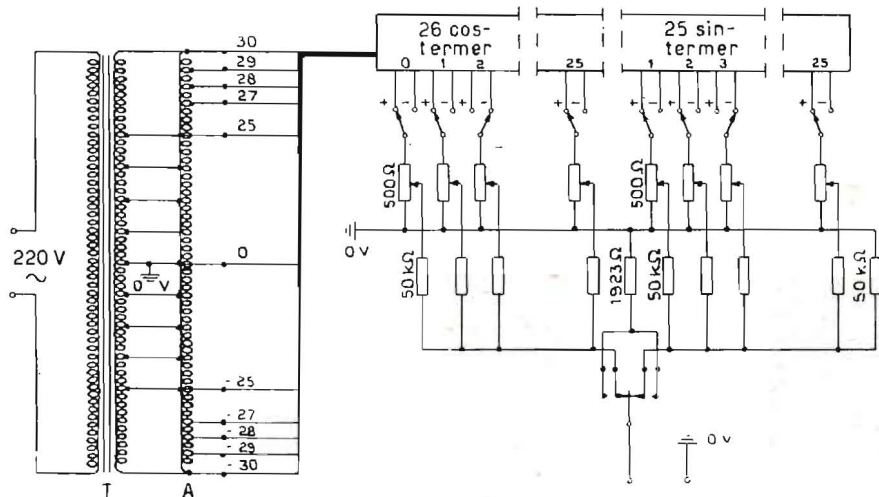 30
29
28
27
25
0
0 V
- 25
- 27
- 28
- 29
- 30
220 V
~
T
A
26 cos-
termer
0 1 2 25
25 sin-
termer
1 2 3 25
+ - + - + - + - + - + - + - + -
500Ω
500Ω
0 V
50 kΩ
1923Ω
50 kΩ
50 kΩ
0 V